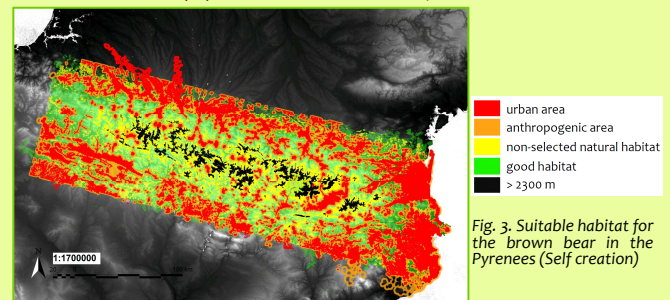 urban area
anthropogenic area
non-selected natural habitat
good habitat
> 2300 m
Fig. 3. Suitable habitat for
the brown bear in the
Pyrenees (Self creation)
N
1:1700000